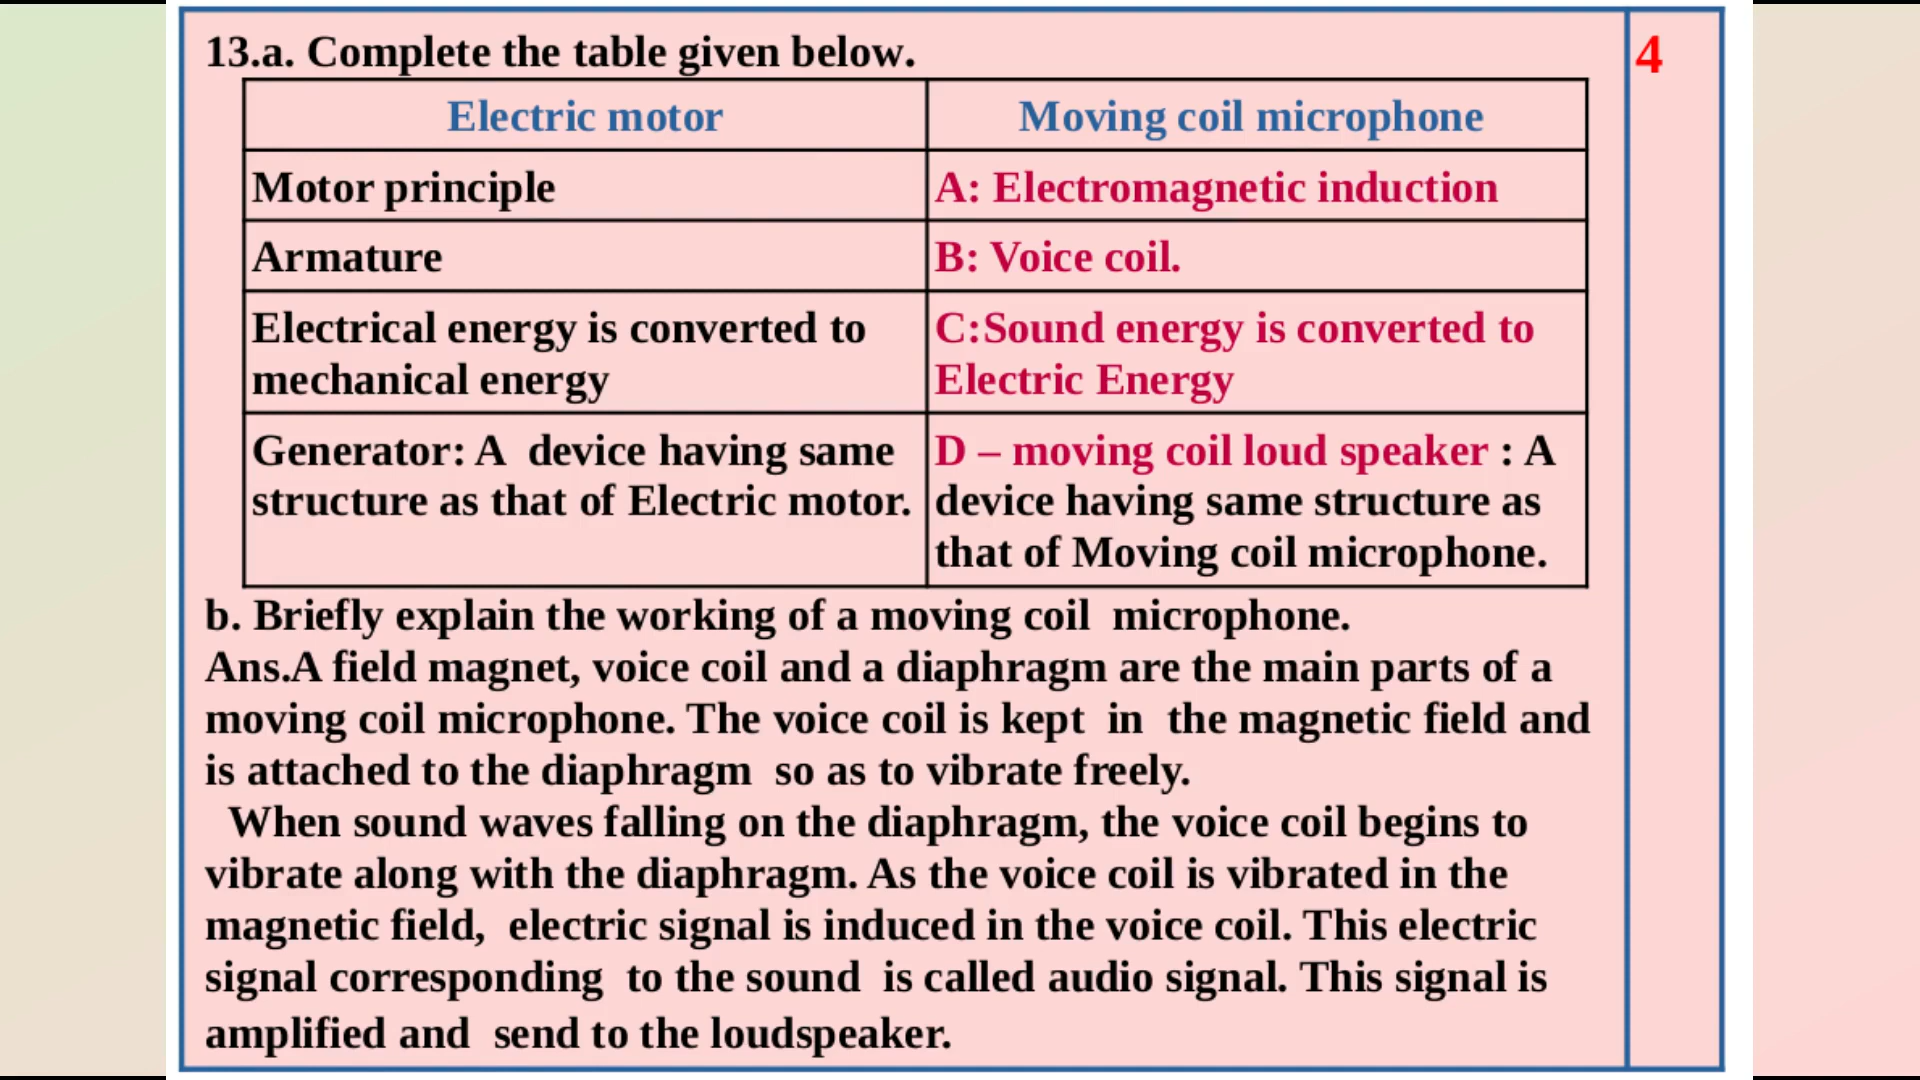 13.a. Complete the table given below.
4
Electric motor
Moving coil microphone
Motor principle
A: Electromagnetic induction
Armature
B: Voice coil.
Electrical energy is converted to
mechanical energy
C:Sound energy is converted to
Electric Energy
Generator: A device having same
structure as that of Electric motor.
D – moving coil loud speaker : A
device having same structure as
that of Moving coil microphone.
b. Briefly explain the working of a moving coil microphone.
Ans.A field magnet, voice coil and a diaphragm are the main parts of a
moving coil microphone. The voice coil is kept in the magnetic field and
is attached to the diaphragm so as to vibrate freely.
When sound waves falling on the diaphragm, the voice coil begins to
vibrate along with the diaphragm. As the voice coil is vibrated in the
magnetic field, electric signal is induced in the voice coil. This electric
signal corresponding to the sound is called audio signal. This signal is
amplified and send to the loudspeaker.